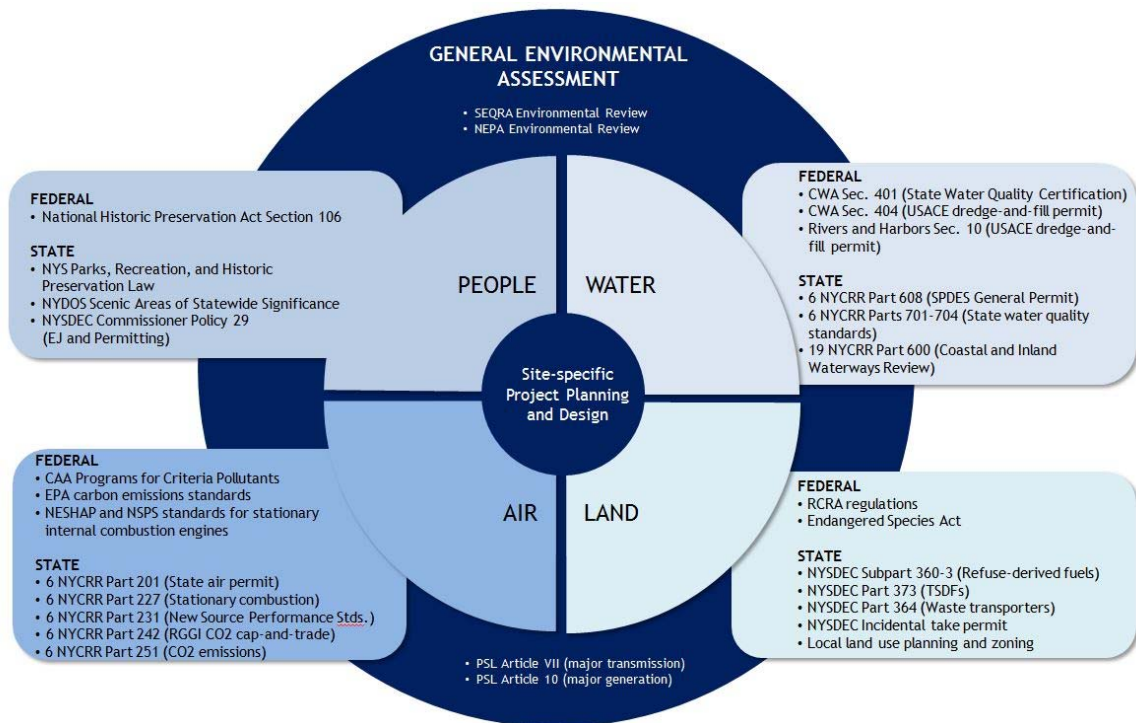 GENERAL ENVIRONMENTAL
ASSESSMENT
• SEQRA Environmental Review
• NEPA Environmental Review
FEDERAL
• National Historic Preservation Act Section 106
STATE
• NYS Parks, Recreation, and Historic
Preservation Law
• NYDOS Scenic Areas of Statewide Significance
• NYSDEC Commissioner Policy 29
(EJ and Permitting)
PEOPLE
WATER
FEDERAL
• CWA Sec. 401 (State Water Quality Certification)
• CWA Sec. 404 (USACE dredge-and-fill permit)
• Rivers and Harbors Sec. 10 (USACE dredge-and-
fill permit)
STATE
• 6 NYCRR Part 608 (SPDES General Permit)
• 6 NYCRR Parts 701-704 (State water quality
standards)
• 19 NYCRR Part 600 (Coastal and Inland
Waterways Review)
Site-specific
Project Planning
and Design
FEDERAL
• CAA Programs for Criteria Pollutants
• EPA carbon emissions standards
• NESHAP and NSPS standards for stationary
internal combustion engines
STATE
• 6 NYCRR Part 201 (State air permit)
• 6 NYCRR Part 227 (Stationary combustion)
• 6 NYCRR Part 231 (New Source Performance Stds.)
• 6 NYCRR Part 242 (RGGI CO2 cap-and-trade)
• 6 NYCRR Part 251 (CO2 emissions)
AIR
LAND
FEDERAL
• RCRA regulations
• Endangered Species Act
STATE
• NYSDEC Subpart 360-3 (Refuse-derived fuels)
• NYSDEC Part 373 (TSDFs)
• NYSDEC Part 364 (Waste transporters)
• NYSDEC Incidental take permit
• Local land use planning and zoning
• PSL Article VII (major transmission)
• PSL Article 10 (major generation)